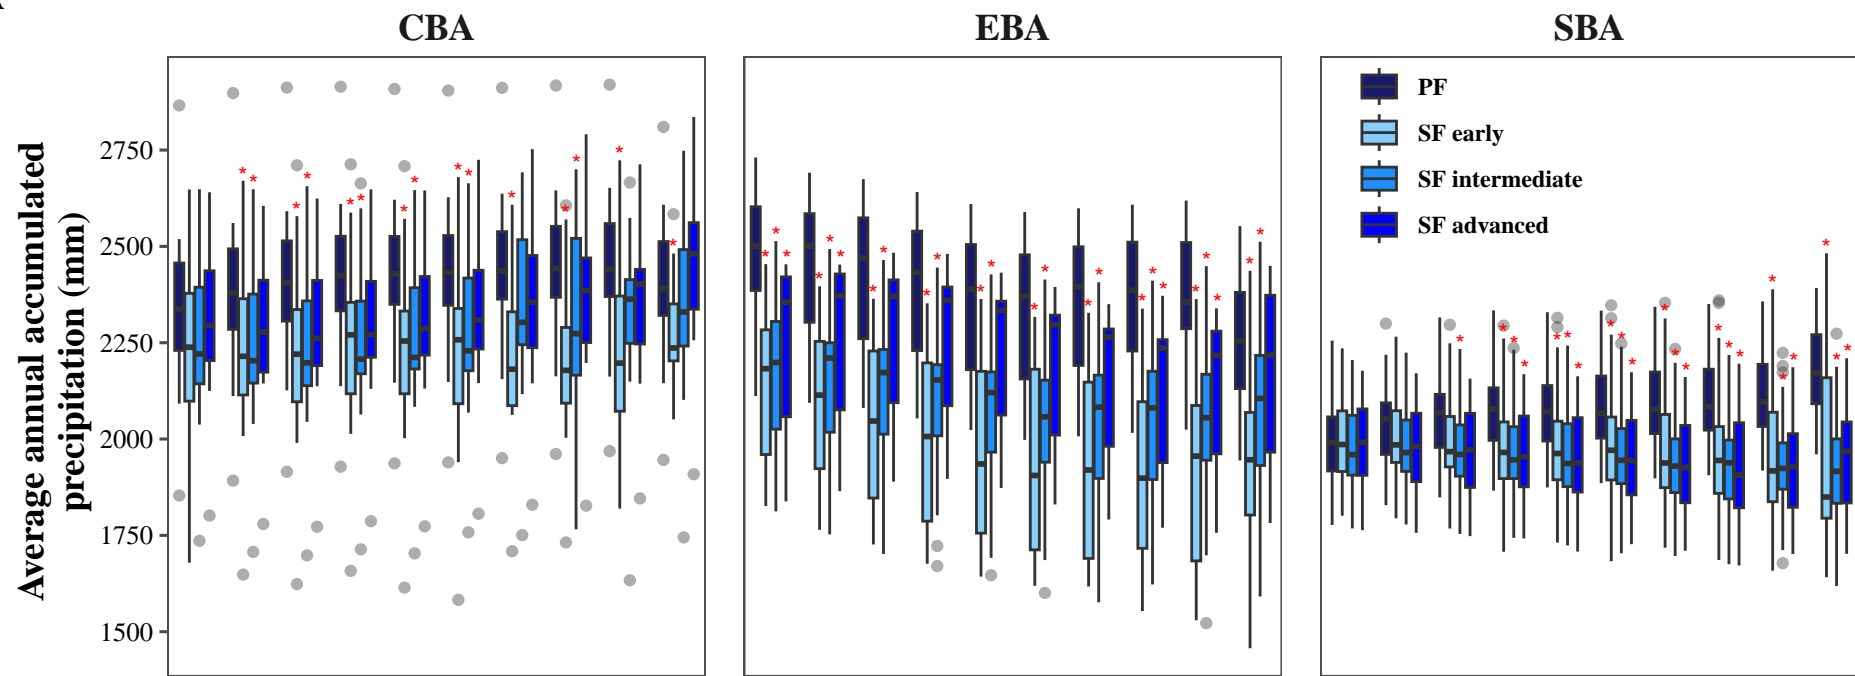 CBA
EBA
SBA
Average annual accumulated
precipitation (mm)
2750
2500
2250
2000
1750
1500
PF
SF early
SF intermediate
SF advanced